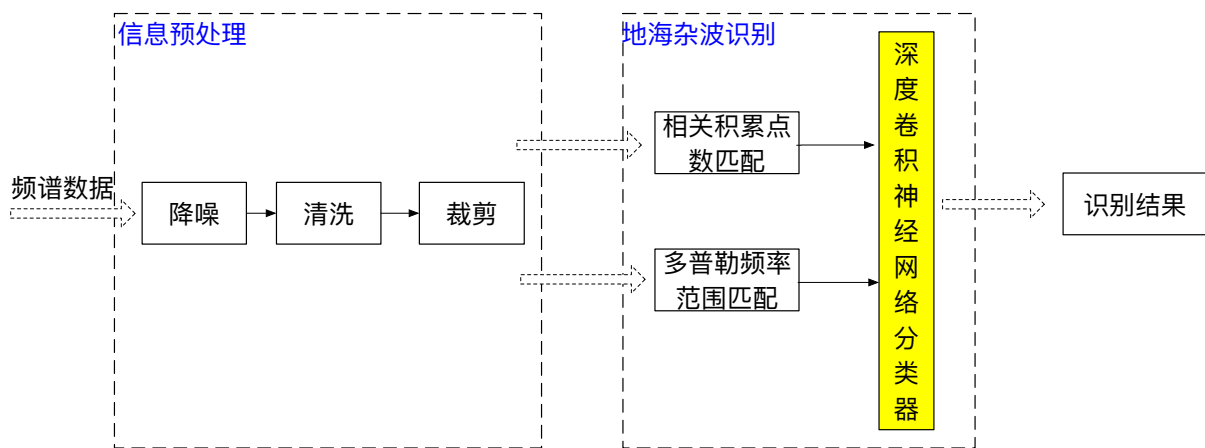 信息预处理
地海杂波识别
频谱数据
降噪
清洗
裁剪
相关积累点
数匹配
多普勒频率
范围匹配
深
度
卷
积
神
经
网
络
分
类
器
识别结果